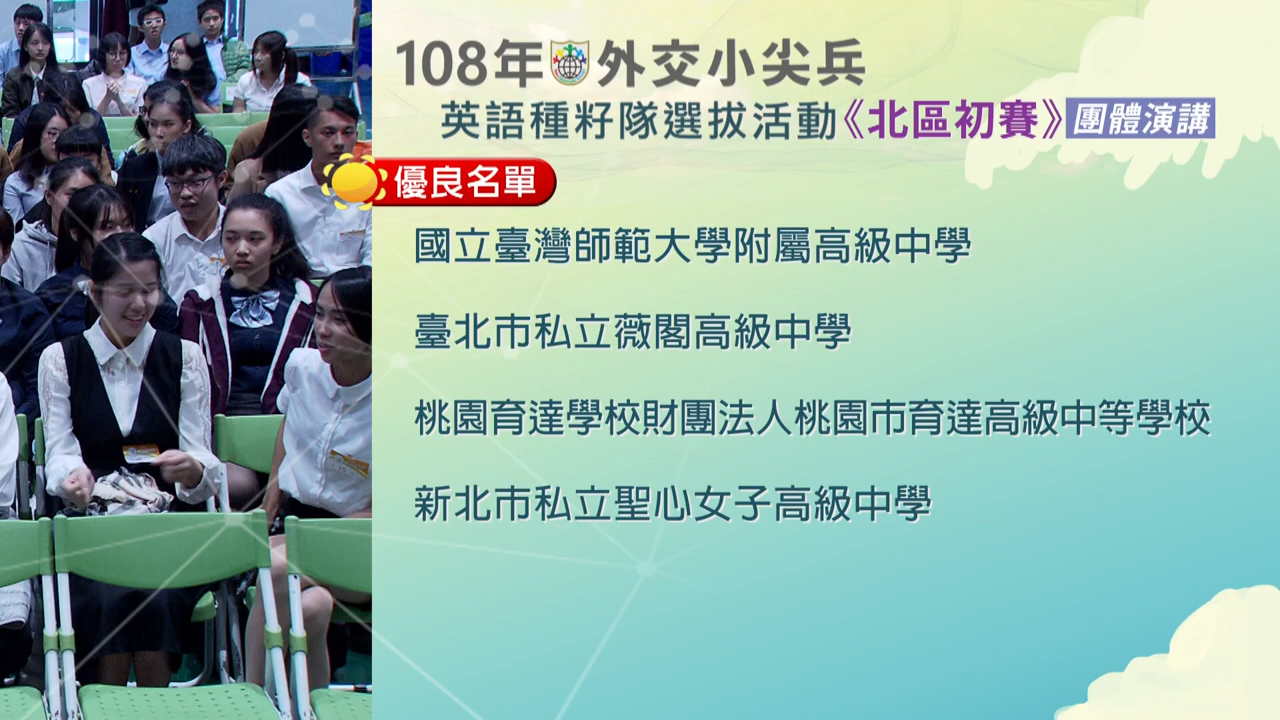 108年外交小尖兵
英語種籽隊選拔活動《北區初賽》團體演講
優良名單
國立臺灣師範大學附屬高級中學
臺北市私立薇閣高級中學
桃園育達學校財團法人桃園市育達高級中等學校
新北市私立聖心女子高級中學